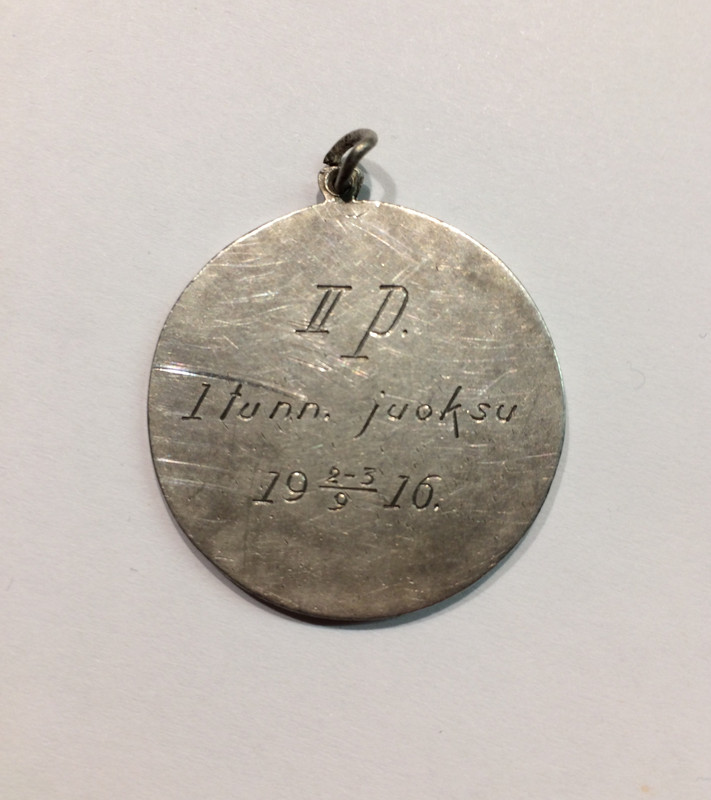 II p.
1 tunn. juoksu
19 2-3/9 16.